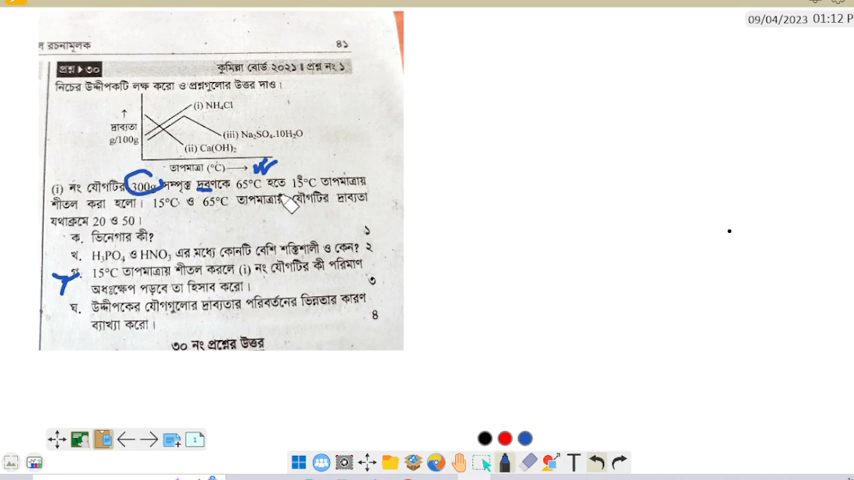 09/04/2023 01:12 P
ল রচনামূলক
৪১
প্রশ্ন ▶ ৩০
কুমিল্লা বোর্ড ২০২১ । প্রশ্ন নং ১
নিচের উদ্দীপকটি লক্ষ করো ও প্রশ্নগুলোর উত্তর দাও।
(i) NH₄Cl
↑
দ্রাব্যতা
g/100g
(iii) Na₂SO₄.10H₂O
(ii) Ca(OH)₂
তাপমাত্রা (°C) →
(i) নং যৌগটির 300g সম্পৃক্ত দ্রবণকে 65°C হতে 15°C তাপমাত্রায়
শীতল করা হলো। 15°C ও 65°C তাপমাত্রায় যৌগটির দ্রাব্যতা
যথাক্রমে 20 ও 50।
ক. ভিনেগার কী? ১
খ. H₃PO₄ ও HNO₃ এর মধ্যে কোনটি বেশি শক্তিশালী ও কেন? ২
গ. 15°C তাপমাত্রায় শীতল করলে (i) নং যৌগটির কী পরিমাণ
অধঃক্ষেপ পড়বে তা হিসাব করো। ৩
ঘ. উদ্দীপকের যৌগগুলোর দ্রাব্যতার পরিবর্তনের ভিন্নতার কারণ
ব্যাখ্যা করো। ৪
৩০ নং প্রশ্নের উত্তর
1
T